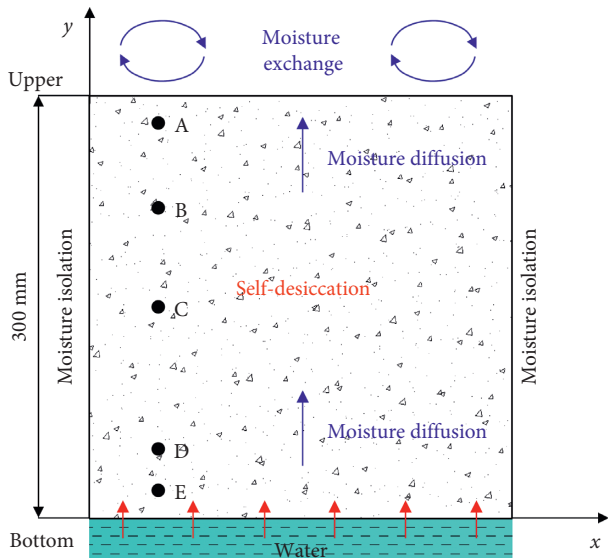 y
Moisture
exchange
Upper
A
Moisture diffusion
B
Self-desiccation
C
300 mm
Moisture isolation
Moisture isolation
Moisture diffusion
D
E
Bottom
Water
x